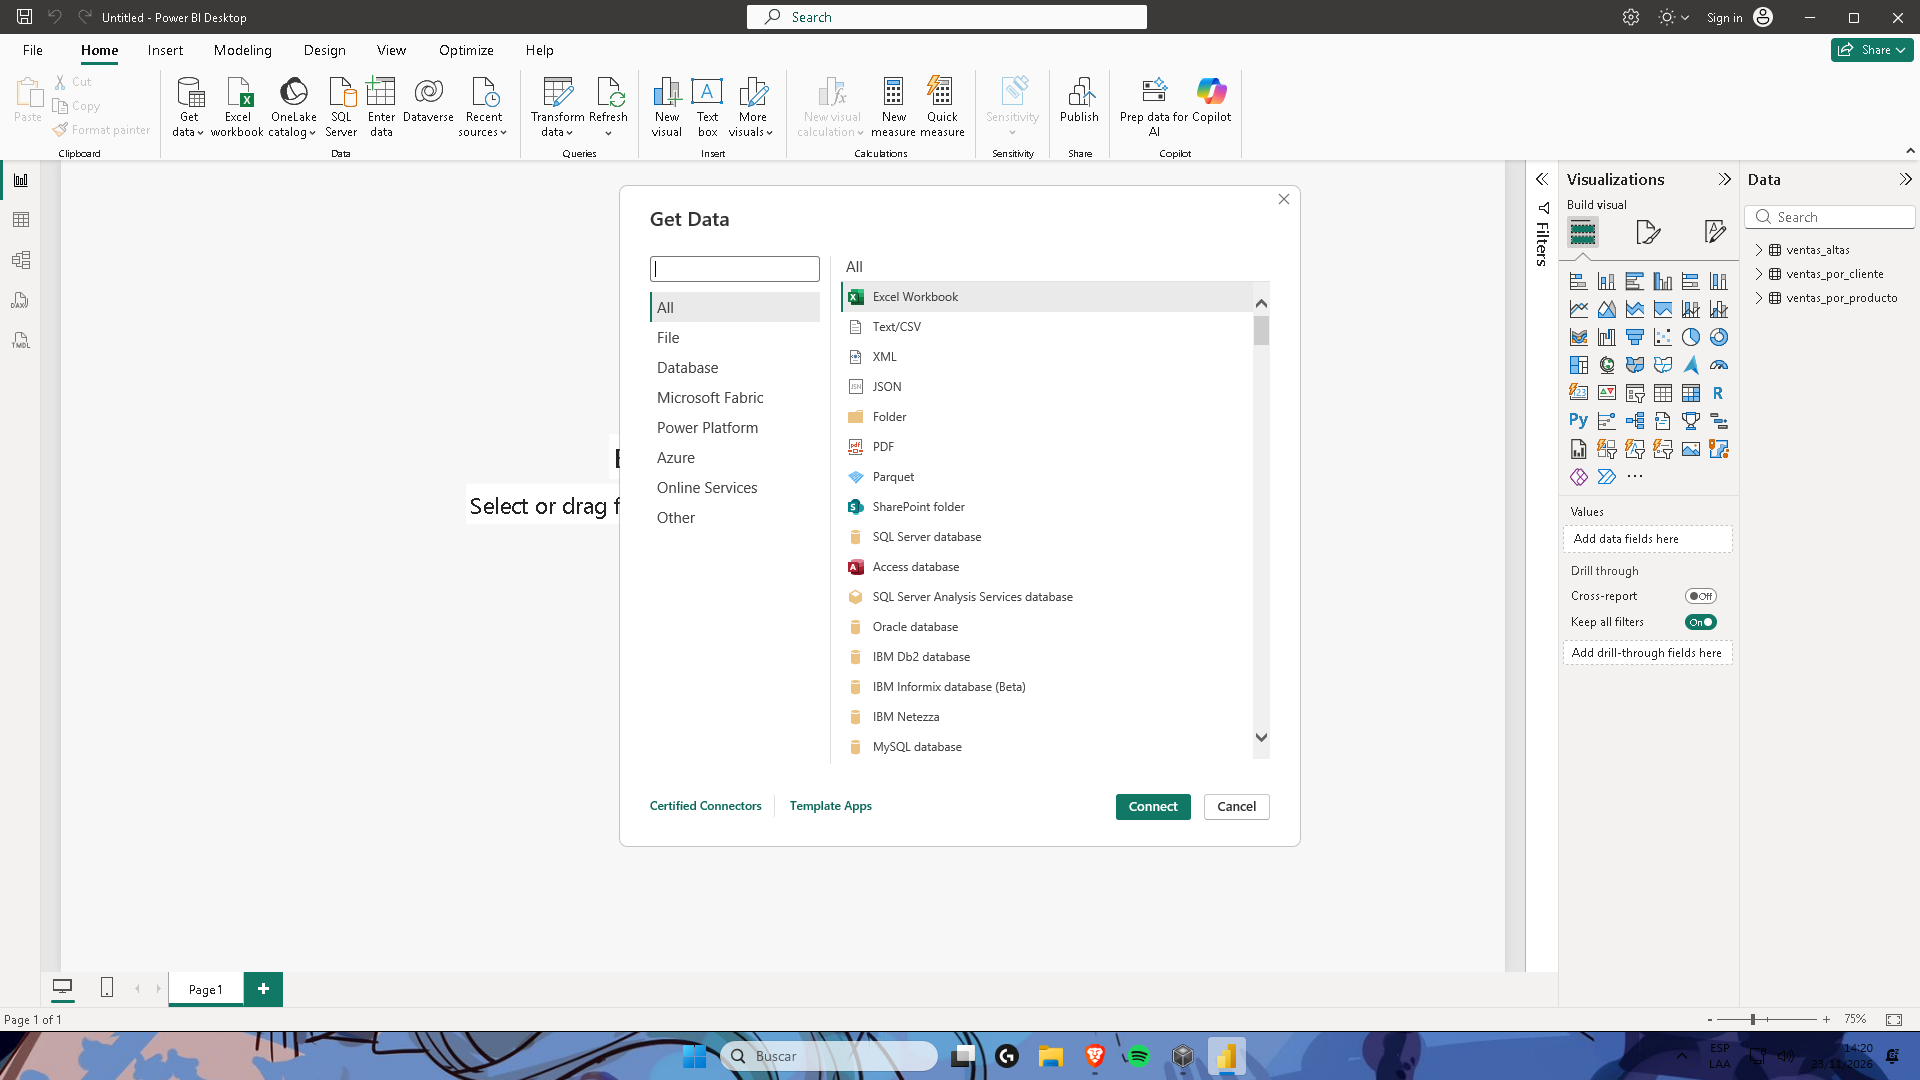 Untitled - Power BI Desktop
Search
Sign in
File
Home
Insert
Modeling
Design
View
Optimize
Help
Share
Paste
Cut
Copy
Format painter
Clipboard
Get data
Excel workbook
OneLake catalog
SQL Server
Enter data
Dataverse
Recent sources
Data
Transform data
Refresh
Queries
New visual
Text box
More visuals
Insert
New visual calculation
New measure
Quick measure
Calculations
Sensitivity
Sensitivity
Publish
Share
Prep data for AI
Copilot
Copilot
DAX
TMDL
Select or drag f
Get Data
All
File
Database
Microsoft Fabric
Power Platform
Azure
Online Services
Other
All
Excel Workbook
Text/CSV
XML
JSON
Folder
PDF
Parquet
SharePoint folder
SQL Server database
Access database
SQL Server Analysis Services database
Oracle database
IBM Db2 database
IBM Informix database (Beta)
IBM Netezza
MySQL database
Certified Connectors
Template Apps
Connect
Cancel
Filters
Visualizations
Build visual
123
R
Py
Values
Add data fields here
Drill through
Cross-report
Off
Keep all filters
On
Add drill-through fields here
Data
Search
ventas_altas
ventas_por_cliente
ventas_por_producto
Page 1
Page 1 of 1
- + 75%
Buscar
ESP
LAA
14:20
23/11/2026